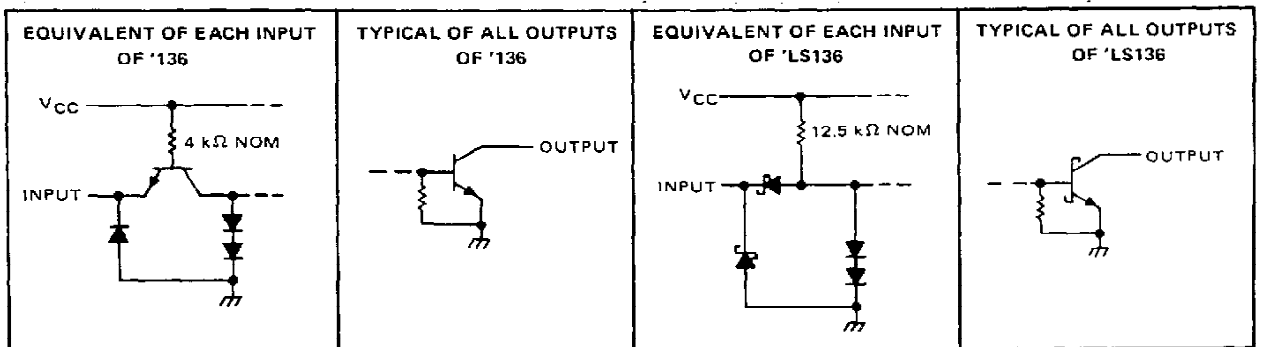 EQUIVALENT OF EACH INPUT
OF '136
VCC
4 kΩ NOM
INPUT
TYPICAL OF ALL OUTPUTS
OF '136
OUTPUT
EQUIVALENT OF EACH INPUT
OF 'LS136
VCC
12.5 kΩ NOM
INPUT
TYPICAL OF ALL OUTPUTS
OF 'LS136
OUTPUT